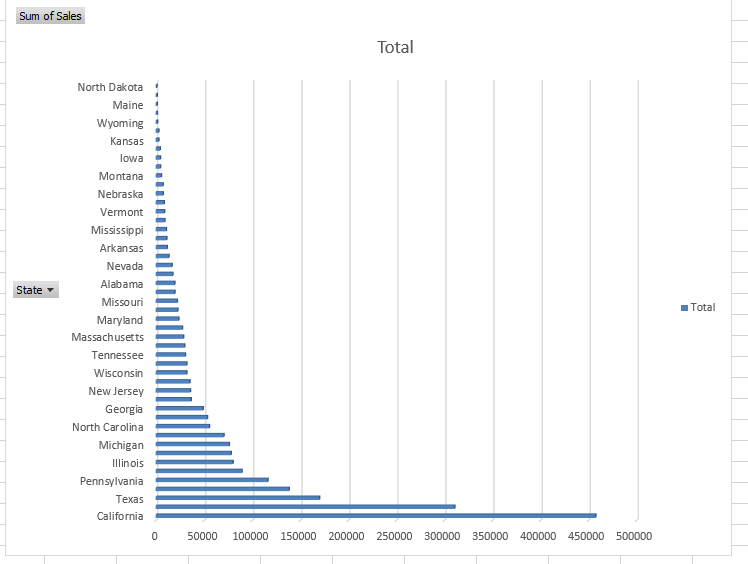 Sum of Sales
Total
North Dakota
Maine
Wyoming
Kansas
Iowa
Montana
Nebraska
Vermont
Mississippi
Arkansas
Nevada
State
Alabama
Missouri
Total
Maryland
Massachusetts
Tennessee
Wisconsin
New Jersey
Georgia
North Carolina
Michigan
Illinois
Pennsylvania
Texas
California
0 50000 100000 150000 200000 250000 300000 350000 400000 450000 500000